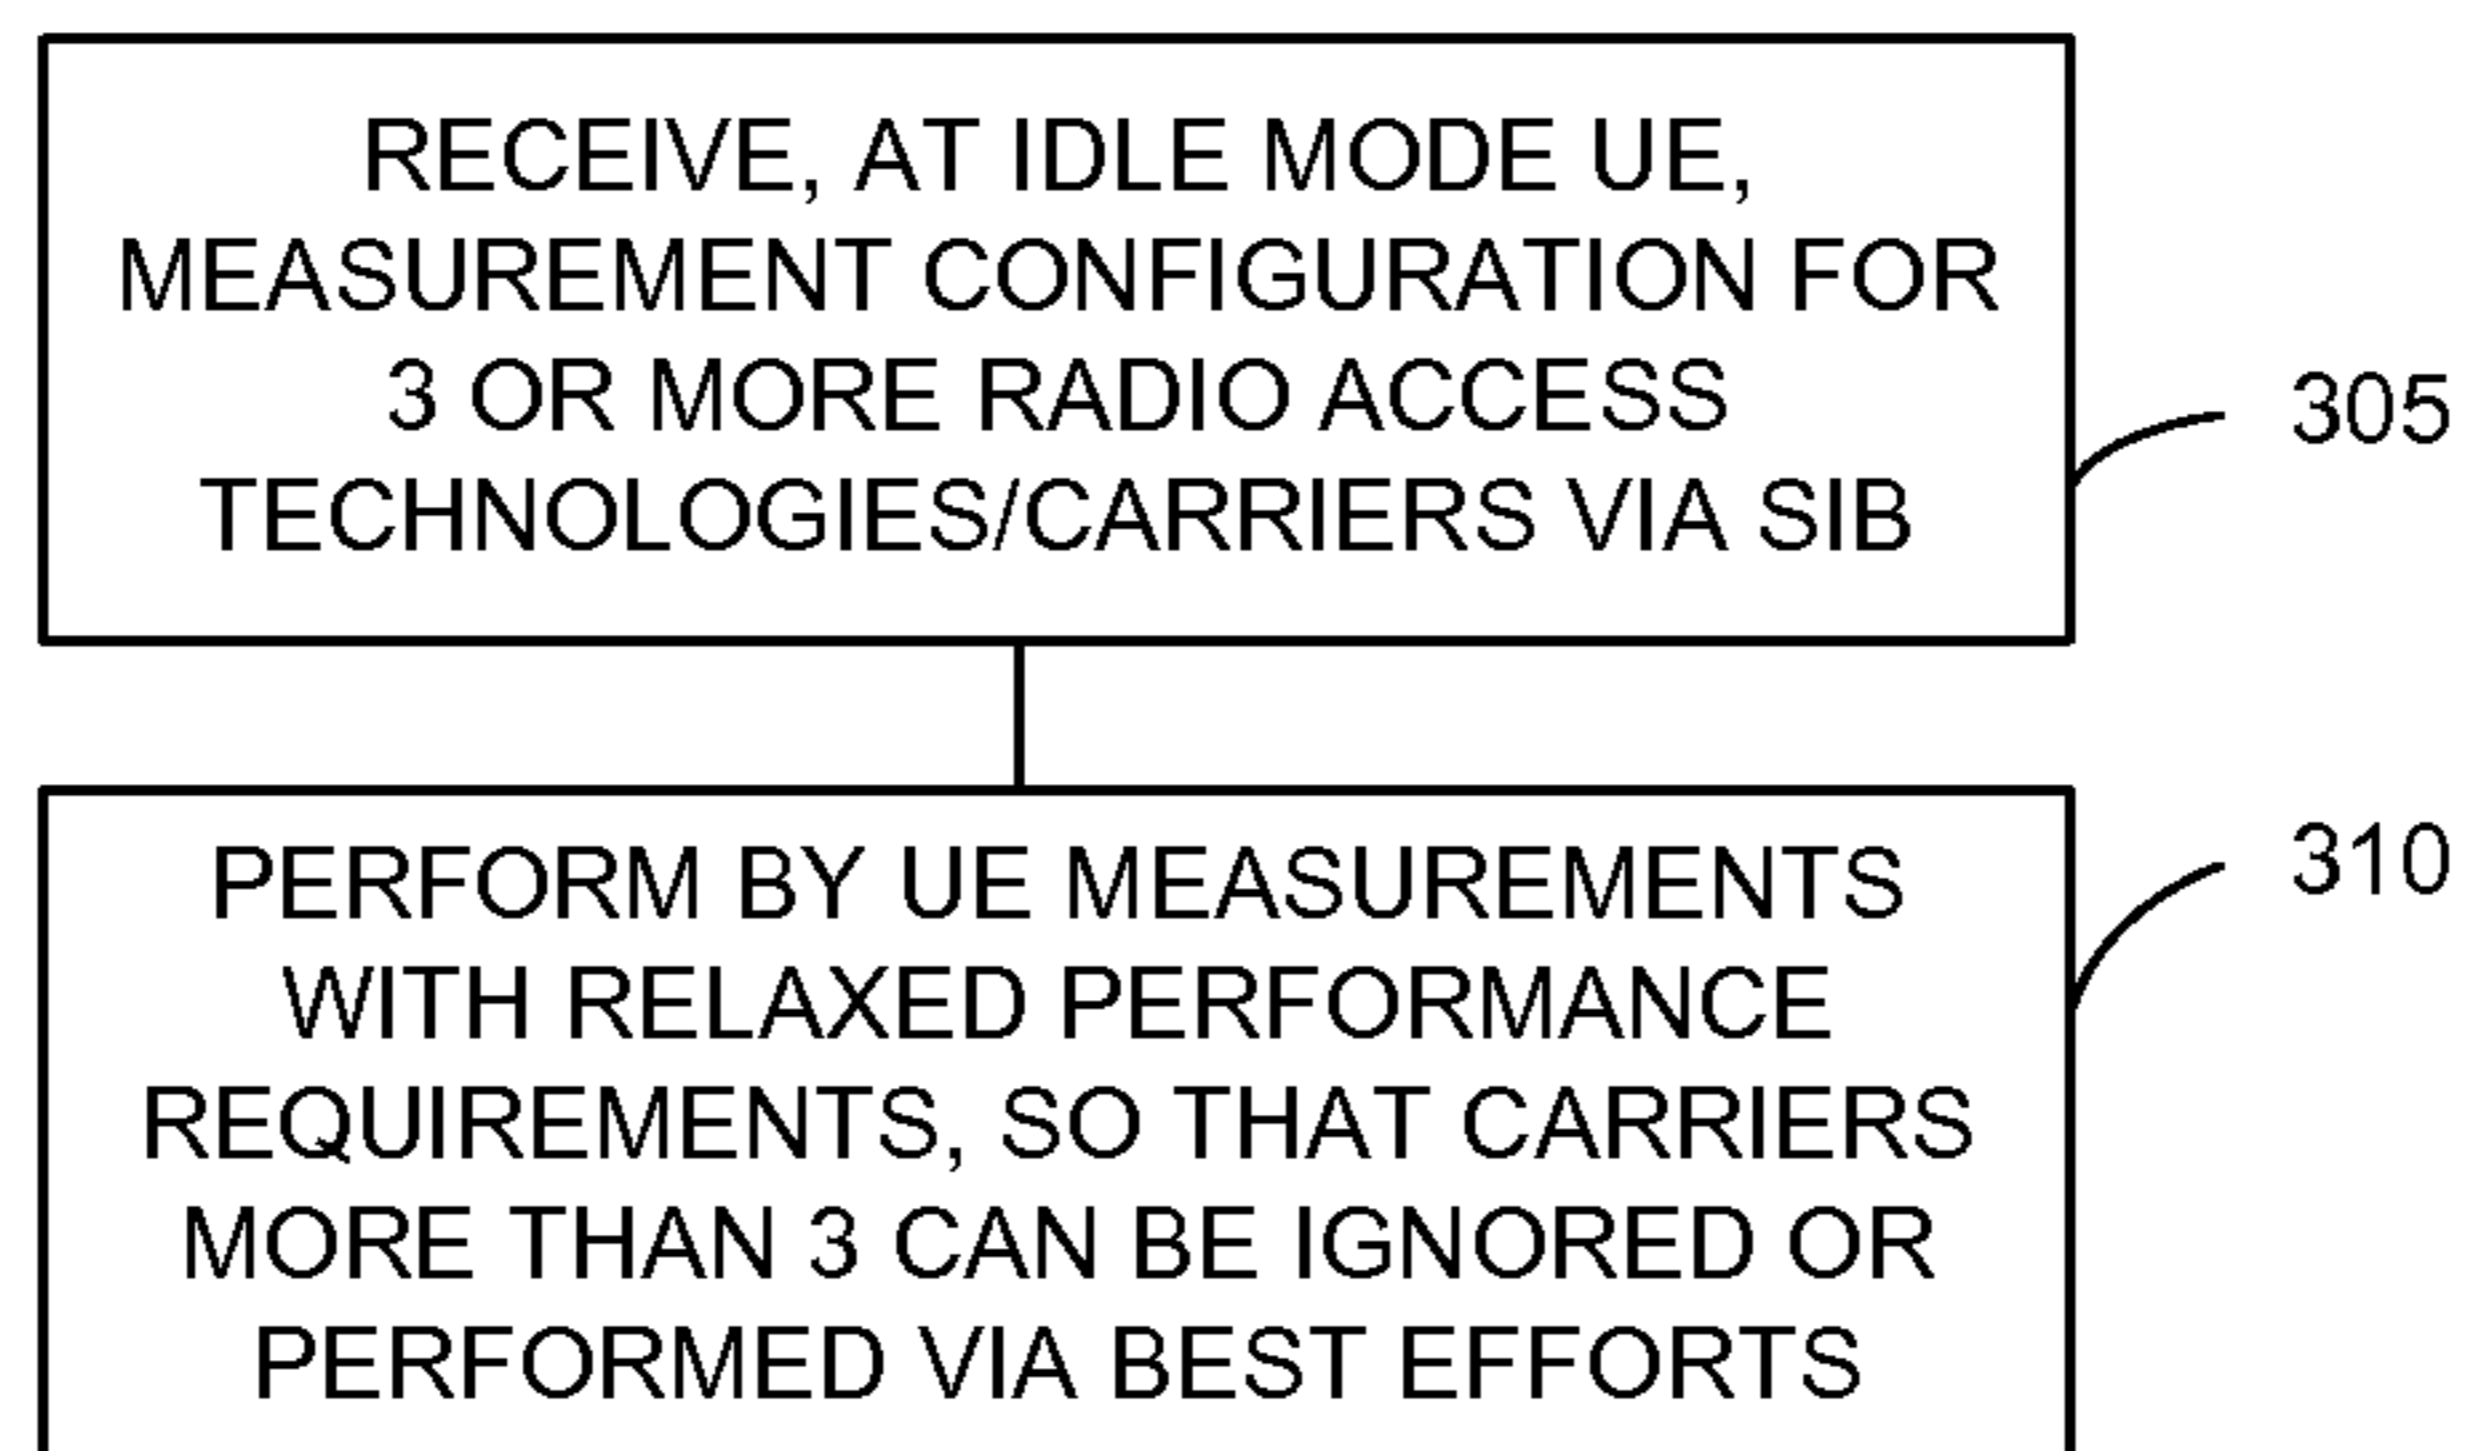 RECEIVE, AT IDLE MODE UE,
MEASUREMENT CONFIGURATION FOR
3 OR MORE RADIO ACCESS
TECHNOLOGIES/CARRIERS VIA SIB
305
PERFORM BY UE MEASUREMENTS
WITH RELAXED PERFORMANCE
REQUIREMENTS, SO THAT CARRIERS
MORE THAN 3 CAN BE IGNORED OR
PERFORMED VIA BEST EFFORTS
310